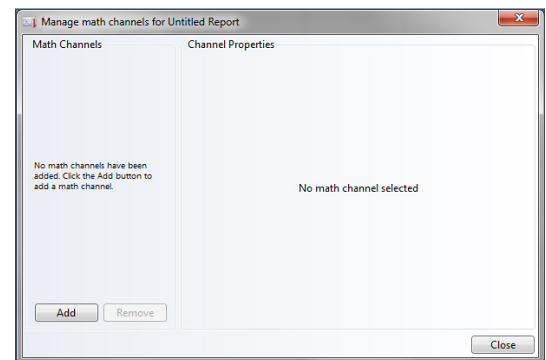 Manage math channels for Untitled Report
Math Channels
Channel Properties
No math channels have been
added. Click the Add button to
add a math channel.
No math channel selected
Add
Remove
Close